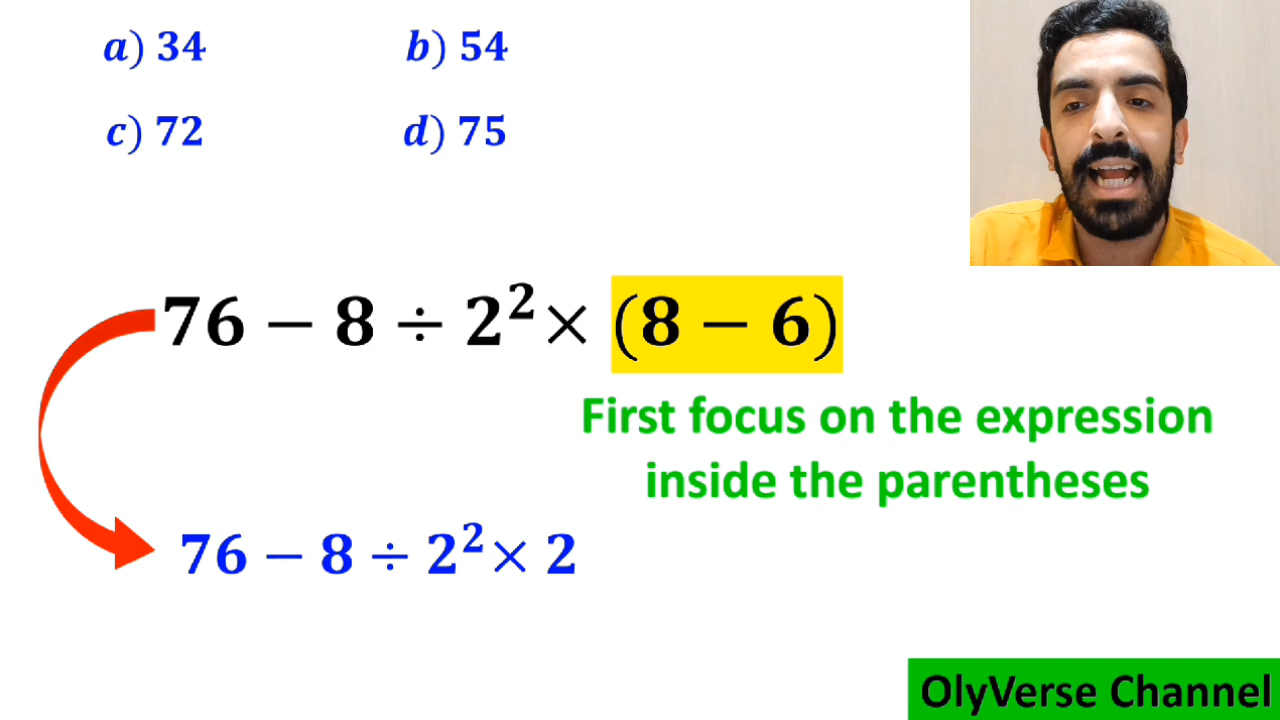 a) 34 b) 54
c) 72 d) 75
76 − 8 ÷ 2² × (8 − 6)
First focus on the expression
inside the parentheses
76 − 8 ÷ 2² × 2
OlyVerse Channel